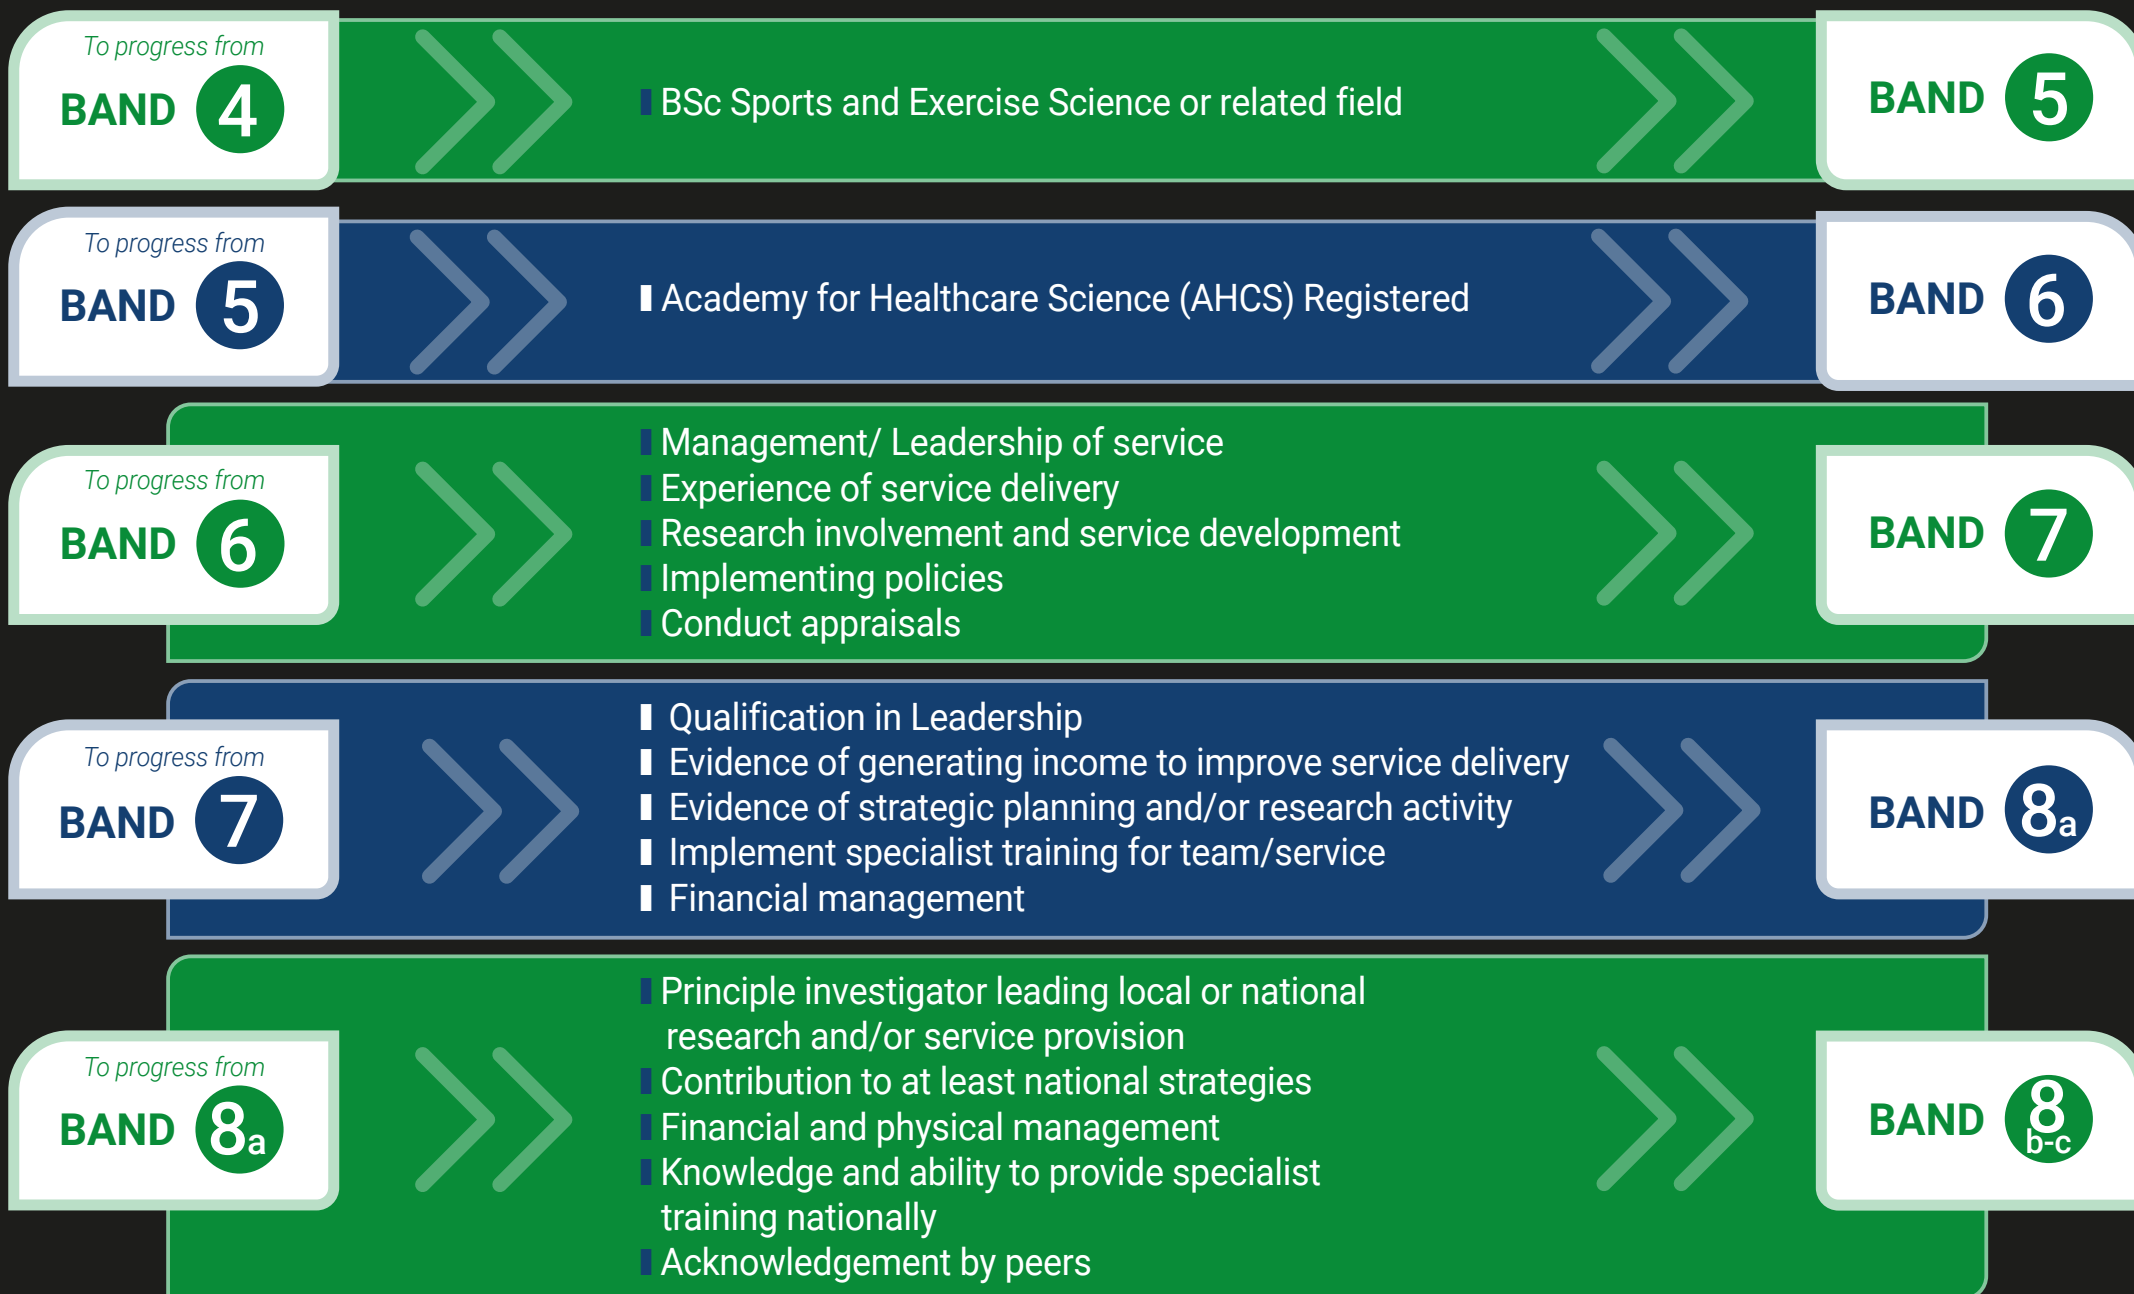 To progress from
BAND 4
BSc Sports and Exercise Science or related field
BAND 5
To progress from
BAND 5
Academy for Healthcare Science (AHCS) Registered
BAND 6
To progress from
BAND 6
Management/ Leadership of service
Experience of service delivery
Research involvement and service development
Implementing policies
Conduct appraisals
BAND 7
To progress from
BAND 7
Qualification in Leadership
Evidence of generating income to improve service delivery
Evidence of strategic planning and/or research activity
Implement specialist training for team/service
Financial management
BAND 8a
To progress from
BAND 8a
Principle investigator leading local or national
research and/or service provision
Contribution to at least national strategies
Financial and physical management
Knowledge and ability to provide specialist
training nationally
Acknowledgement by peers
BAND 8
b-c